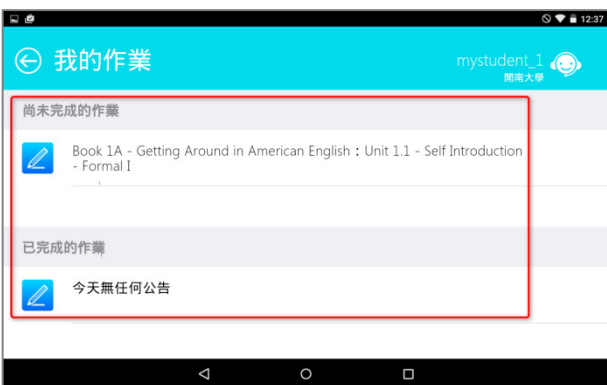 12:37
我的作業
mystudent_1
開南大學
尚未完成的作業
Book 1A - Getting Around in American English：Unit 1.1 - Self Introduction
- Formal I
已完成的作業
今天無任何公告